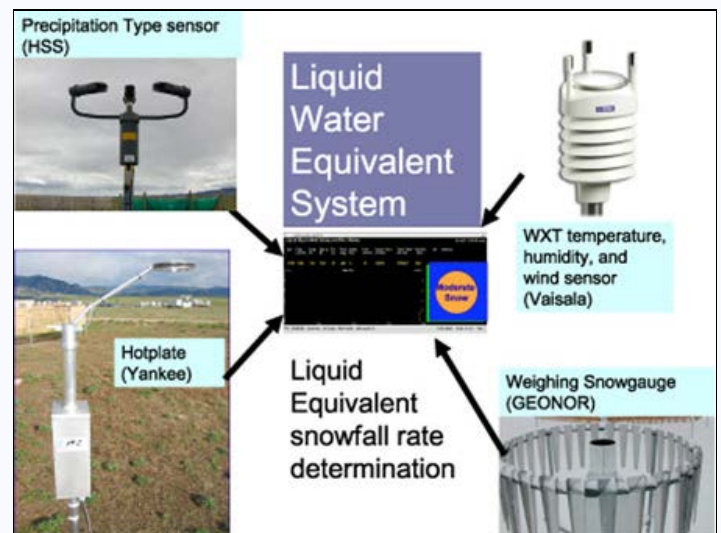 Precipitation Type sensor
(HSS)
Liquid
Water
Equivalent
System
WXT temperature,
humidity, and
wind sensor
(Vaisala)
Moderate
Snow
Hotplate
(Yankee)
Liquid
Equivalent
snowfall rate
determination
Weighing Snowgauge
(GEONOR)